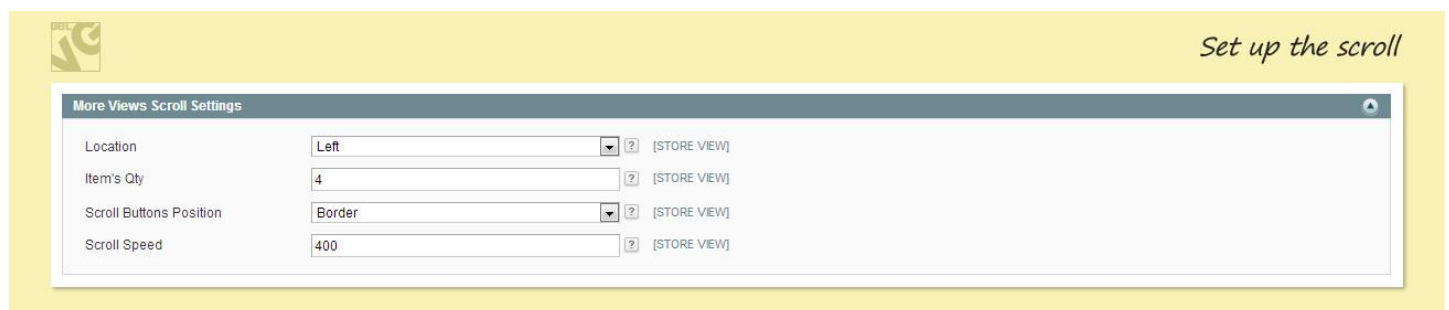 Set up the scroll
More Views Scroll Settings
Location Left ? [STORE VIEW]
Item's Qty 4 ? [STORE VIEW]
Scroll Buttons Position Border ? [STORE VIEW]
Scroll Speed 400 ? [STORE VIEW]